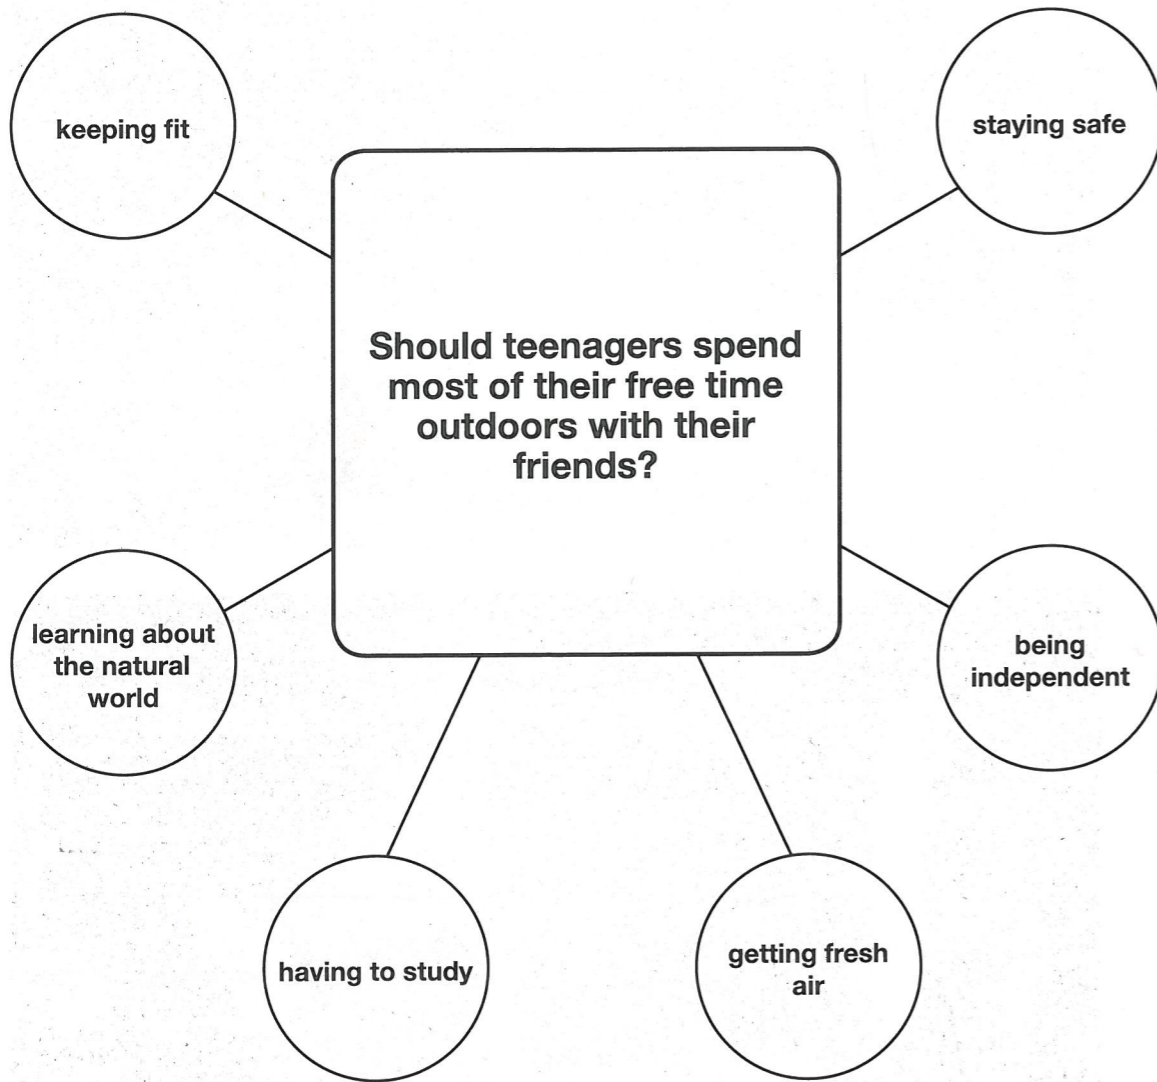 keeping fit
staying safe
Should teenagers spend
most of their free time
outdoors with their
friends?
learning about
the natural
world
being
independent
having to study
getting fresh
air